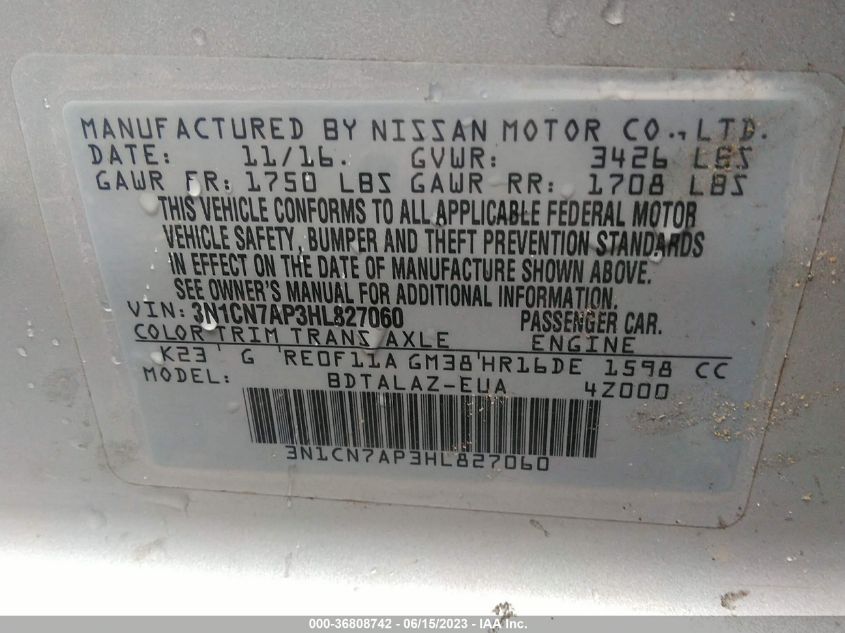 MANUFACTURED BY NISSAN MOTOR CO., LTD.
DATE: 11/16. GVWR: 3426 LBS
GAWR FR: 1750 LBS GAWR RR: 1708 LBS
THIS VEHICLE CONFORMS TO ALL APPLICABLE FEDERAL MOTOR
VEHICLE SAFETY, BUMPER AND THEFT PREVENTION STANDARDS
IN EFFECT ON THE DATE OF MANUFACTURE SHOWN ABOVE.
SEE OWNER'S MANUAL FOR ADDITIONAL INFORMATION.
VIN: 3N1CN7AP3HL827060 PASSENGER CAR.
COLOR TRIM TRANS AXLE ENGINE
K23 ' G ' RE0F11A GM38 ' HR16DE 1598 CC
MODEL: BDTALAZ-EUA 4Z000
3N1CN7AP3HL827060
000-36808742 - 06/15/2023 - IAA Inc.